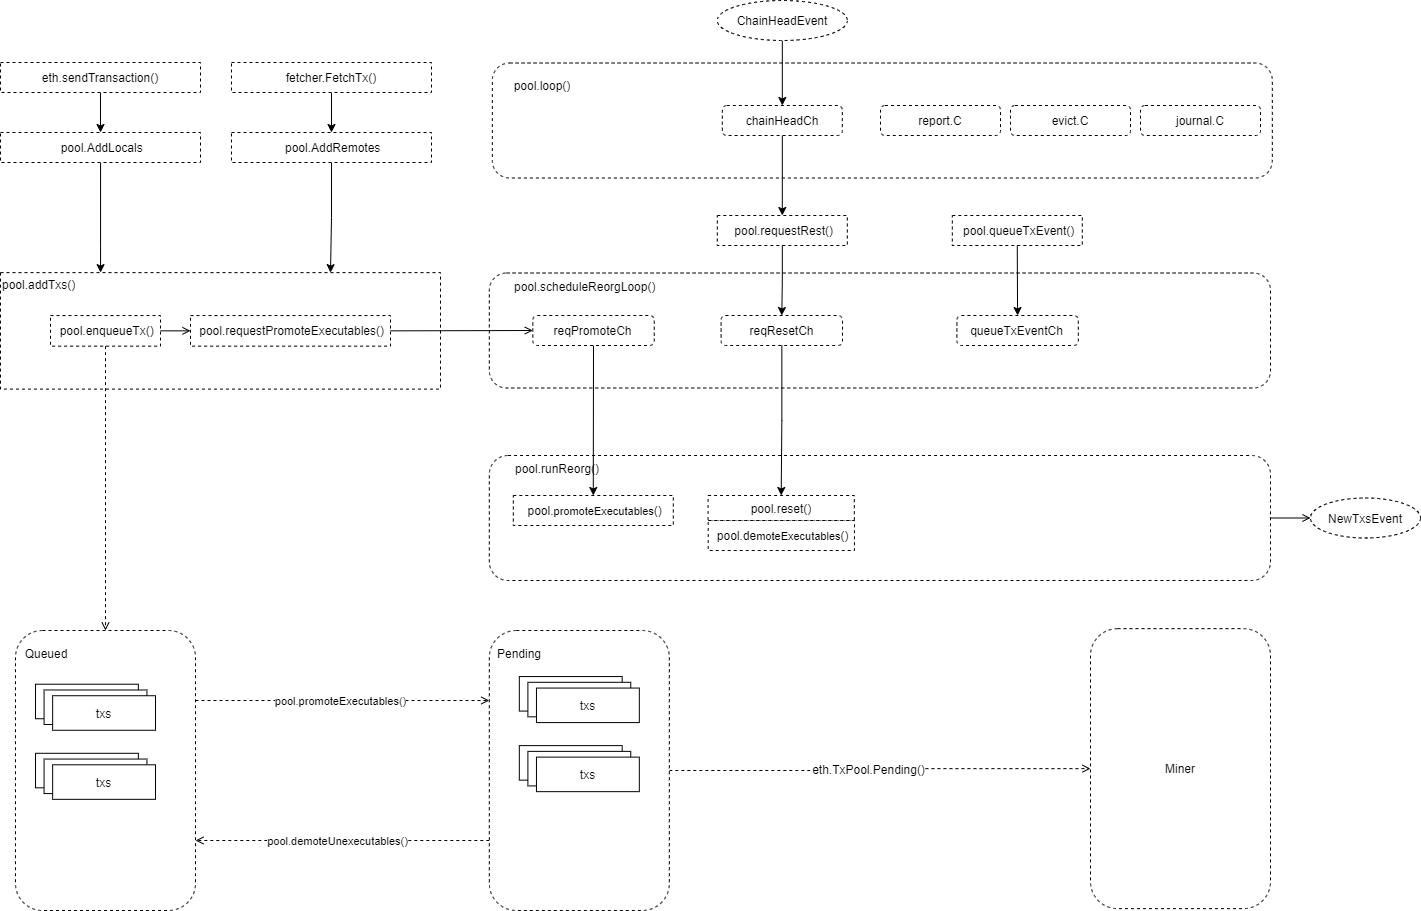 ChainHeadEvent
eth.sendTransaction()
fetcher.FetchTx()
pool.loop()
chainHeadCh
report.C
evict.C
journal.C
pool.AddLocals
pool.AddRemotes
pool.requestRest()
pool.queueTxEvent()
pool.addTxs()
pool.scheduleReorgLoop()
pool.enqueueTx()
pool.requestPromoteExecutables()
reqPromoteCh
reqResetCh
queueTxEventCh
pool.runReorg()
pool.promoteExecutables()
pool.reset()
pool.demoteExecutables()
NewTxsEvent
Queued
Pending
txs
txs
pool.promoteExecutables()
txs
txs
eth.TxPool.Pending()
Miner
pool.demoteUnexecutables()